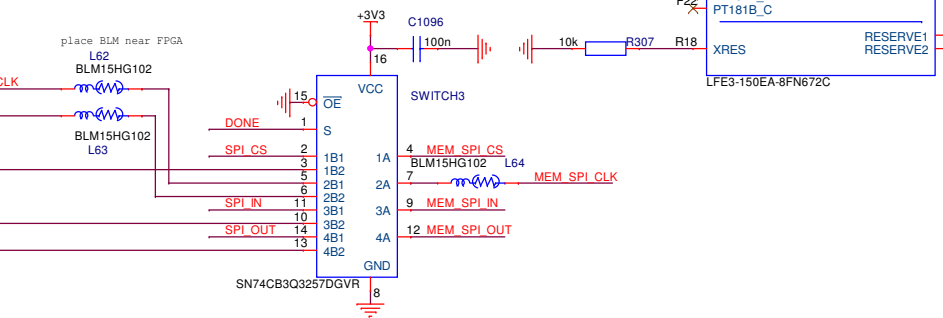 +3V3
C1096
100n
16
place BLM near FPGA
L62
BLM15HG102
CLK
BLM15HG102
L63
PT181B_C
10k
R307
R18
XRES
RESERVE1
RESERVE2
LFE3-150EA-8FN672C
VCC
SWITCH3
15
OE
DONE
1
S
SPI_CS
2
1B1
1A
4
MEM_SPI_CS
3
1B2
BLM15HG102
L64
5
2B1
2A
7
MEM_SPI_CLK
6
2B2
SPI_IN
11
3B1
3A
9
MEM_SPI_IN
10
3B2
SPI_OUT
14
4B1
4A
12
MEM_SPI_OUT
13
4B2
GND
SN74CB3Q3257DGVR
8